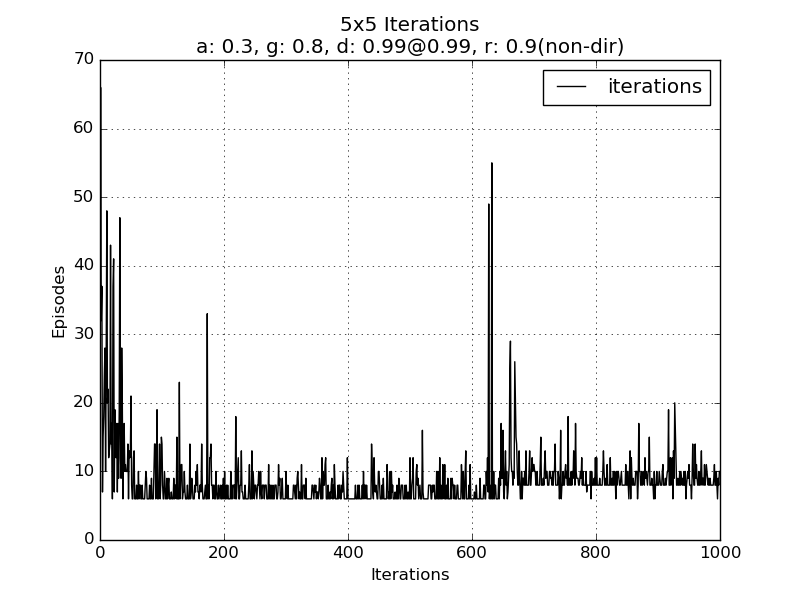 5x5 Iterations
a: 0.3, g: 0.8, d: 0.99@0.99, r: 0.9(non-dir)
iterations
70
60
50
40
30
20
10
0
Episodes
0 200 400 600 800 1000
Iterations